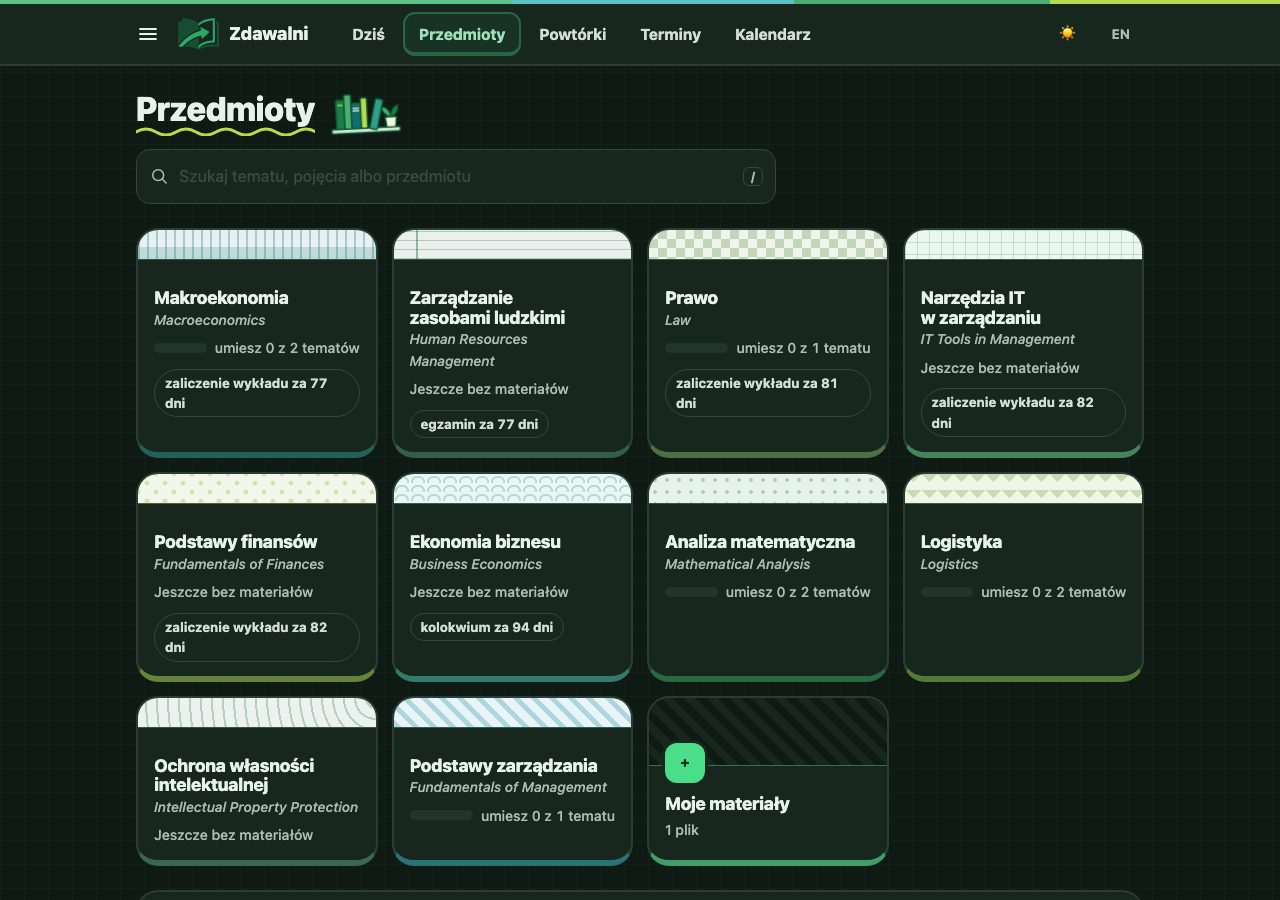 Zdawalni
Dziś
Przedmioty
Powtórki
Terminy
Kalendarz
EN
Przedmioty
Szukaj tematu, pojęcia albo przedmiotu
/
Makroekonomia
Macroeconomics
umiesz 0 z 2 tematów
zaliczenie wykładu za 77
dni
Zarządzanie
zasobami ludzkimi
Human Resources
Management
Jeszcze bez materiałów
egzamin za 77 dni
Prawo
Law
umiesz 0 z 1 tematu
zaliczenie wykładu za 81
dni
Narzędzia IT
w zarządzaniu
IT Tools in Management
Jeszcze bez materiałów
zaliczenie wykładu za 82
dni
Podstawy finansów
Fundamentals of Finances
Jeszcze bez materiałów
zaliczenie wykładu za 82
dni
Ekonomia biznesu
Business Economics
Jeszcze bez materiałów
kolokwium za 94 dni
Analiza matematyczna
Mathematical Analysis
umiesz 0 z 2 tematów
Logistyka
Logistics
umiesz 0 z 2 tematów
Ochrona własności
intelektualnej
Intellectual Property Protection
Jeszcze bez materiałów
Podstawy zarządzania
Fundamentals of Management
umiesz 0 z 1 tematu
+
Moje materiały
1 plik